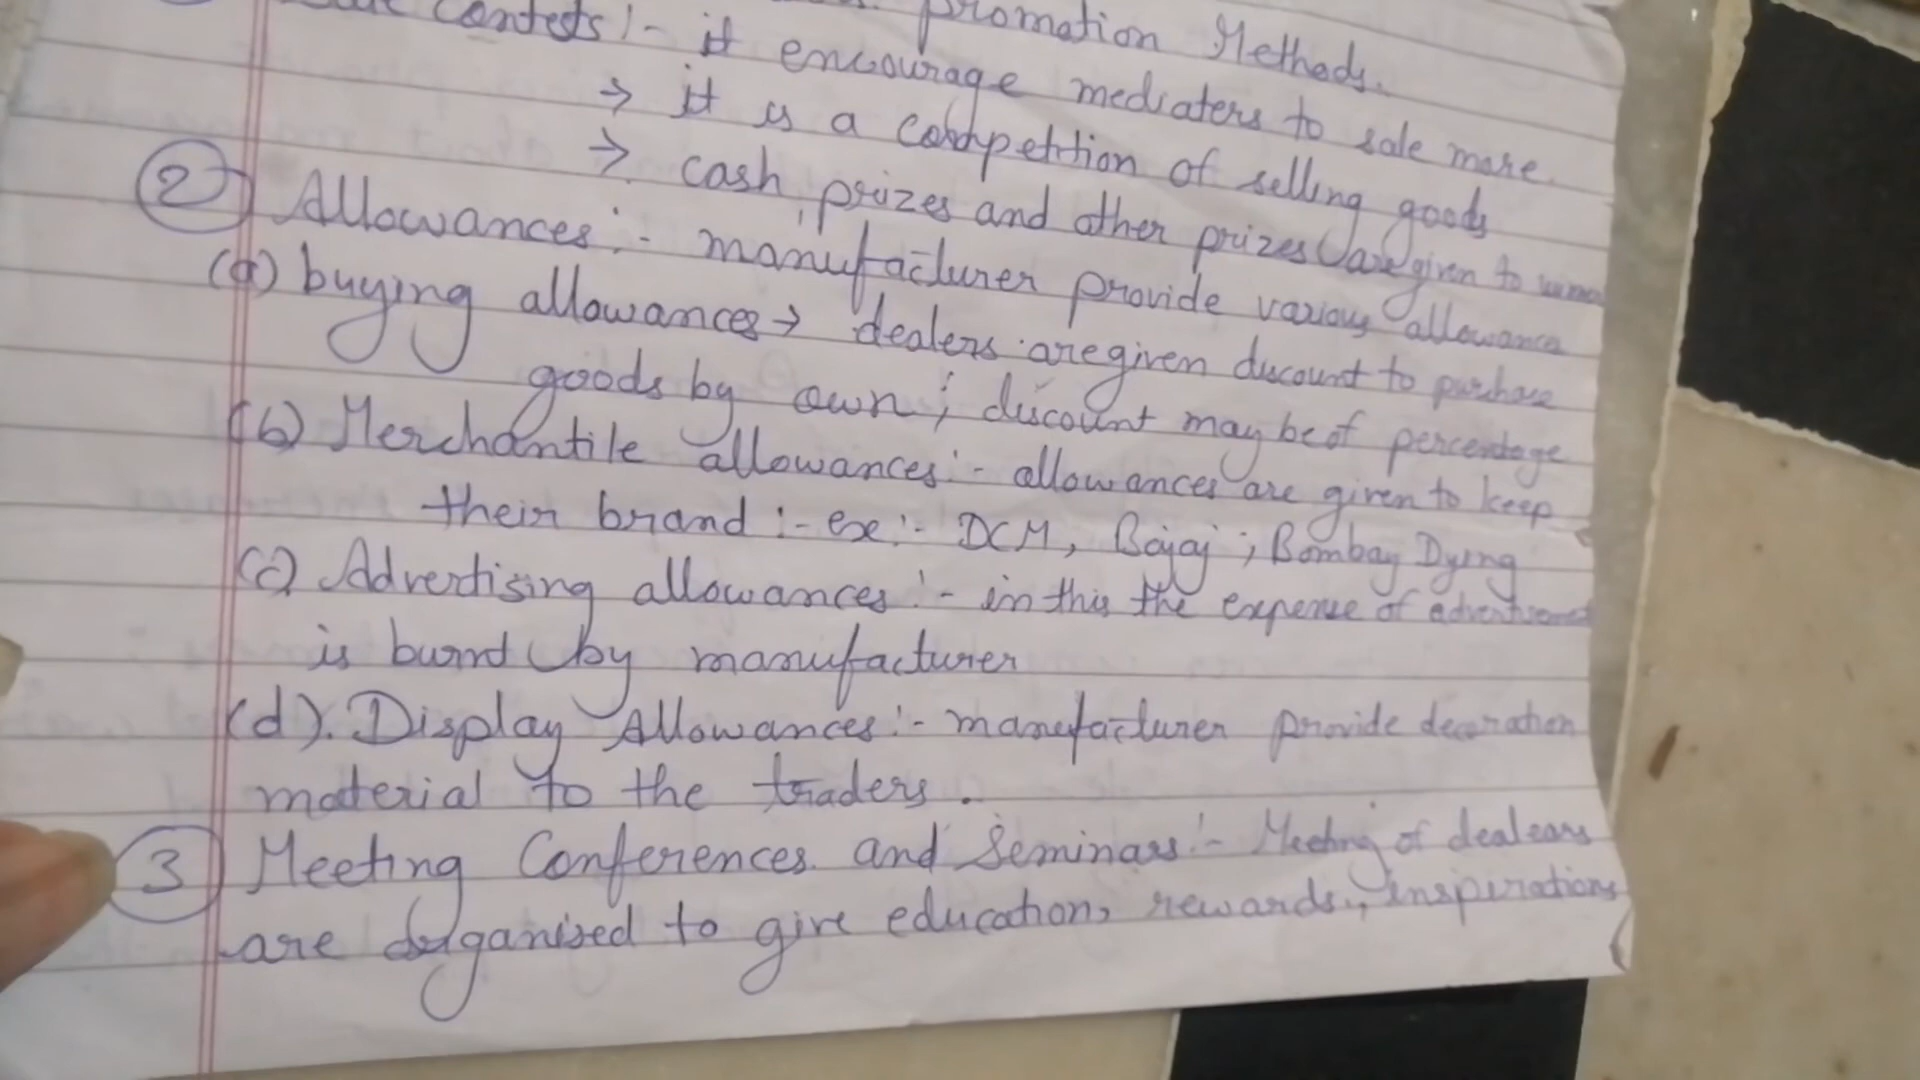 promotion Methods.
Contests :- it encourage mediaters to sale more
→ it is a competition of selling goods
→ cash prizes and other prizes are given to
② Allowances :- manufacturer provide various allowance
(a) buying allowances → dealers are given discount to purchase
goods by own ; discount may be of percentage
(b) Merchantile allowances :- allowances are given to keep
their brand :- ex :- DCM, Bajaj ; Bombay Dying
(c) Advertising allowances :- in this the expense of
is burnd by manufacturer
(d). Display Allowances :- manufacturer provide decoration
material to the traders.
③ Meeting Conferences and Seminars :- Meeting of dealears
are organised to give education, rewards., inspirations